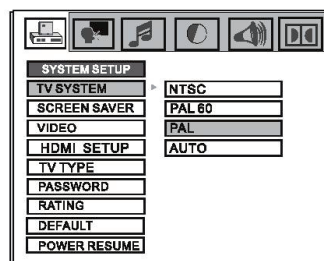 SYSTEM SETUP
TV SYSTEM
SCREEN SAVER
VIDEO
HDMI SETUP
TV TYPE
PASSWORD
RATING
DEFAULT
POWER RESUME
NTSC
PAL 60
PAL
AUTO